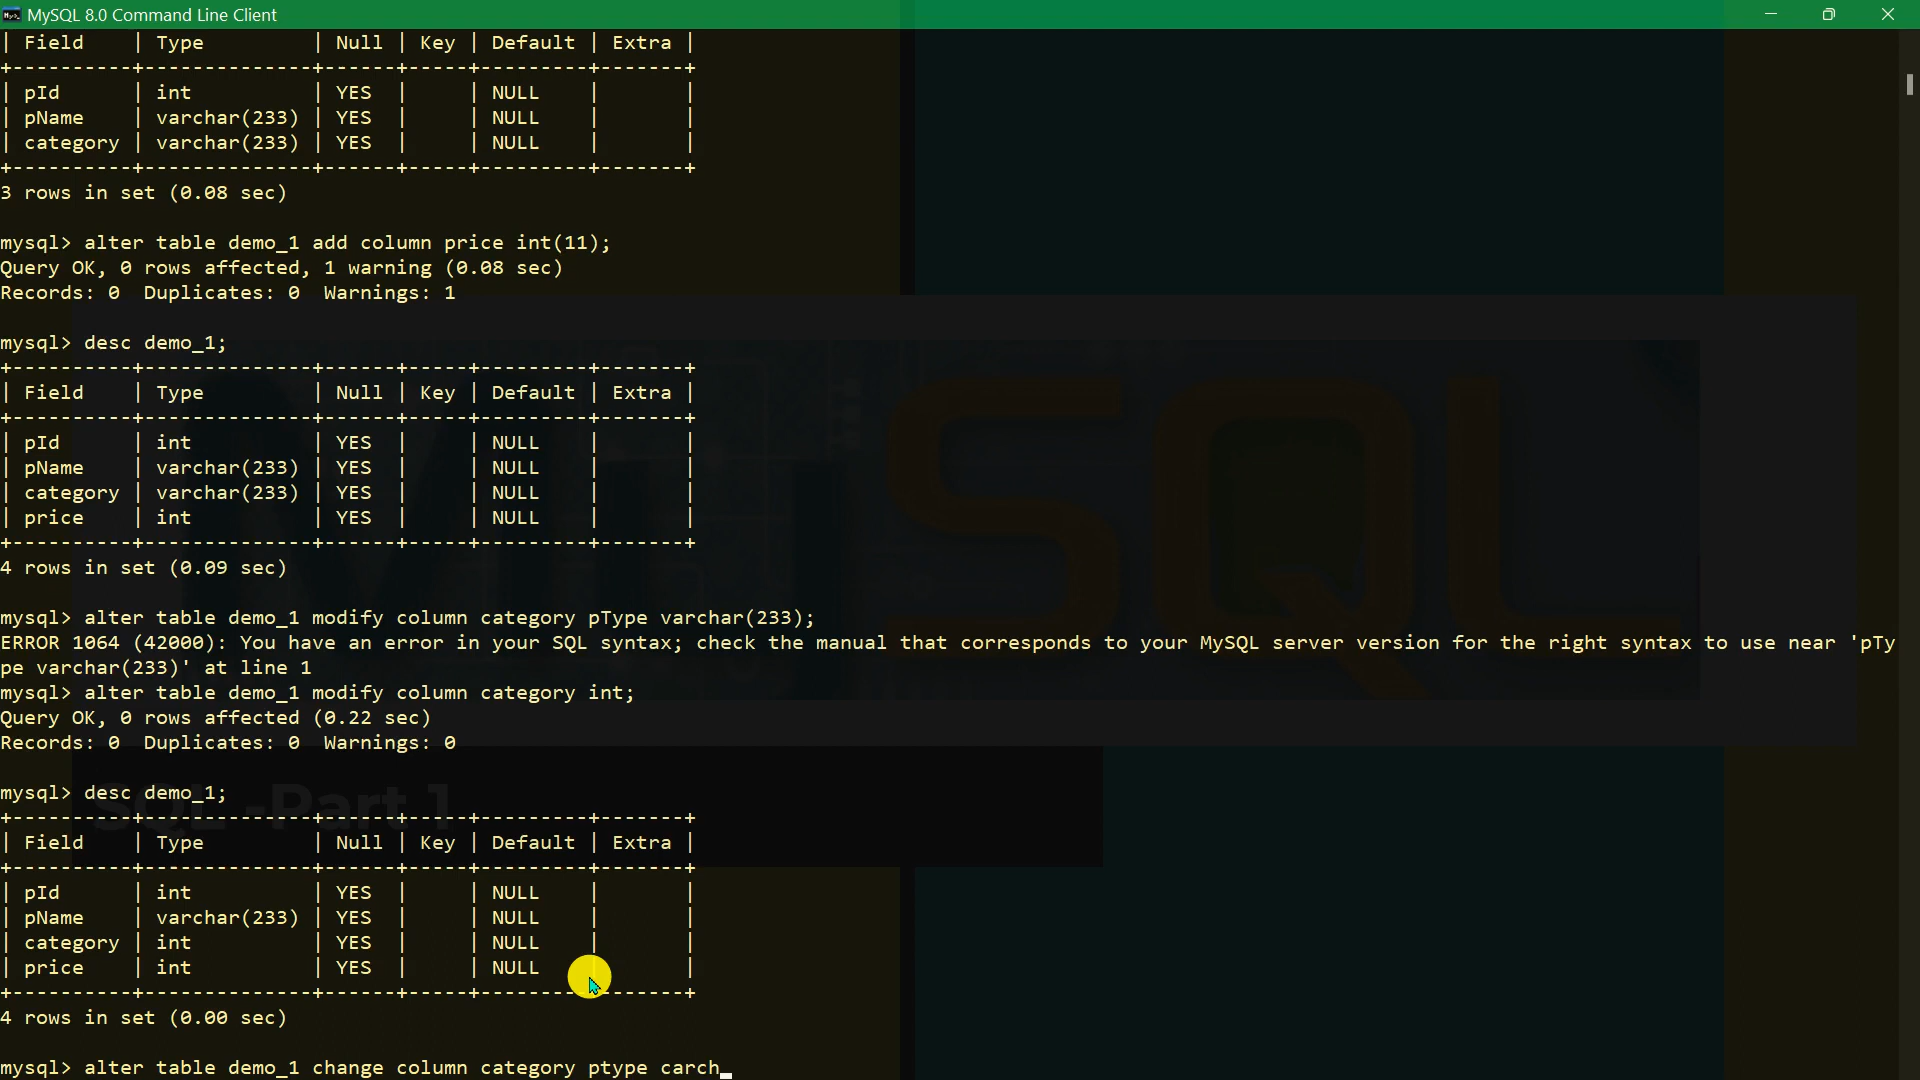 MySQL 8.0 Command Line Client
| Field    | Type         | Null | Key | Default | Extra |
+----------+--------------+------+-----+---------+-------+
| pId      | int          | YES  |     | NULL    |       |
| pName    | varchar(233) | YES  |     | NULL    |       |
| category | varchar(233) | YES  |     | NULL    |       |
+----------+--------------+------+-----+---------+-------+
3 rows in set (0.08 sec)
mysql> alter table demo_1 add column price int(11);
Query OK, 0 rows affected, 1 warning (0.08 sec)
Records: 0  Duplicates: 0  Warnings: 1
mysql> desc demo_1;
+----------+--------------+------+-----+---------+-------+
| Field    | Type         | Null | Key | Default | Extra |
+----------+--------------+------+-----+---------+-------+
| pId      | int          | YES  |     | NULL    |       |
| pName    | varchar(233) | YES  |     | NULL    |       |
| category | varchar(233) | YES  |     | NULL    |       |
| price    | int          | YES  |     | NULL    |       |
+----------+--------------+------+-----+---------+-------+
4 rows in set (0.09 sec)
mysql> alter table demo_1 modify column category pType varchar(233);
ERROR 1064 (42000): You have an error in your SQL syntax; check the manual that corresponds to your MySQL server version for the right syntax to use near 'pTy
pe varchar(233)' at line 1
mysql> alter table demo_1 modify column category int;
Query OK, 0 rows affected (0.22 sec)
Records: 0  Duplicates: 0  Warnings: 0
mysql> desc demo_1;
+----------+--------------+------+-----+---------+-------+
| Field    | Type         | Null | Key | Default | Extra |
+----------+--------------+------+-----+---------+-------+
| pId      | int          | YES  |     | NULL    |       |
| pName    | varchar(233) | YES  |     | NULL    |       |
| category | int          | YES  |     | NULL    |       |
| price    | int          | YES  |     | NULL    |       |
+----------+--------------+------+-----+---------+-------+
4 rows in set (0.00 sec)
mysql> alter table demo_1 change column category ptype carch_
SQL
SQL -Part 1